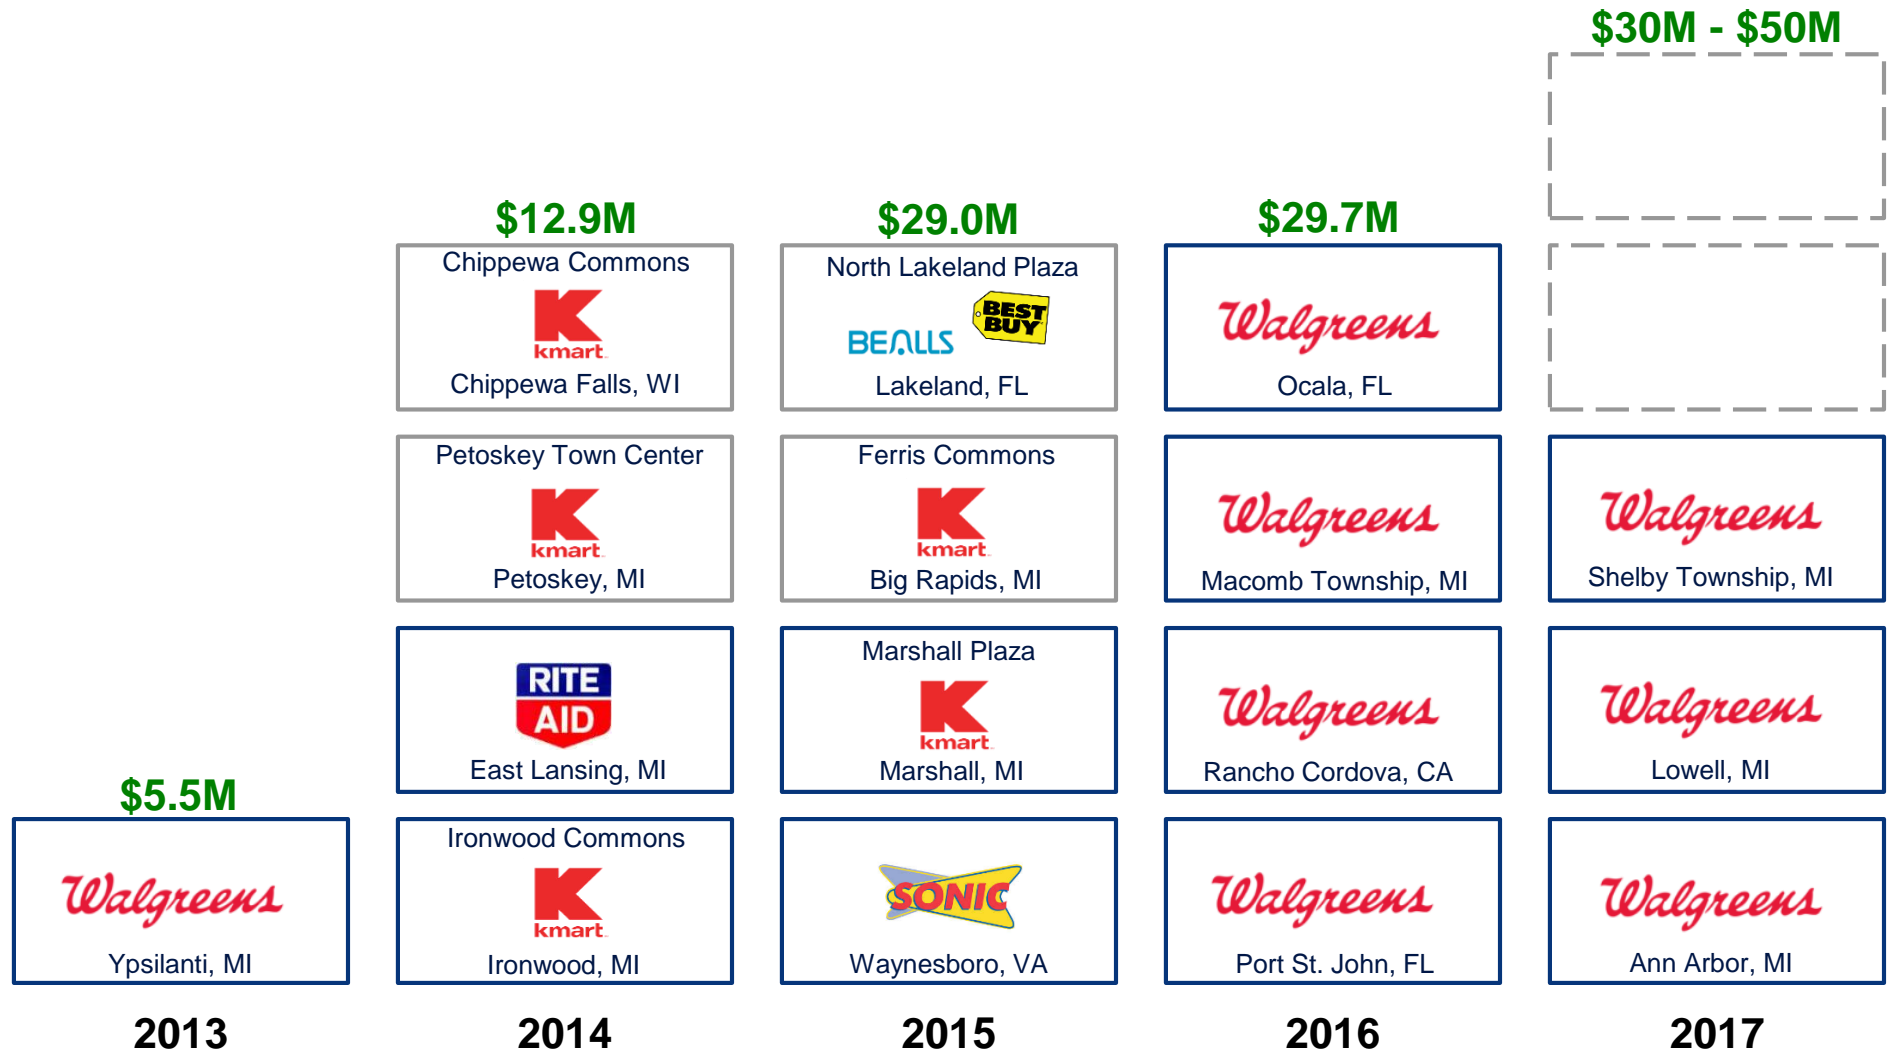 $30M - $50M
$12.9M
$29.0M
$29.7M
Chippewa Commons
kmart
Chippewa Falls, WI
North Lakeland Plaza
BEST
BUY
BEALLS
Lakeland, FL
Walgreens
Ocala, FL
Petoskey Town Center
kmart
Petoskey, MI
Ferris Commons
kmart
Big Rapids, MI
Walgreens
Macomb Township, MI
Walgreens
Shelby Township, MI
RITE
AID
East Lansing, MI
Marshall Plaza
kmart
Marshall, MI
Walgreens
Rancho Cordova, CA
Walgreens
Lowell, MI
$5.5M
Walgreens
Ypsilanti, MI
Ironwood Commons
kmart
Ironwood, MI
SONIC
Waynesboro, VA
Walgreens
Port St. John, FL
Walgreens
Ann Arbor, MI
2013
2014
2015
2016
2017